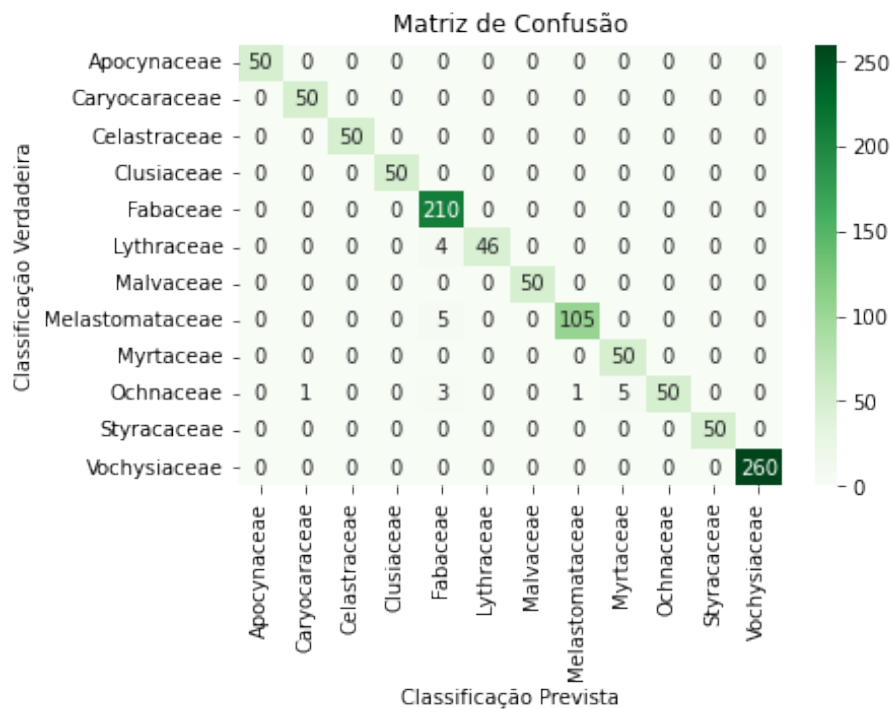 Matriz de Confusão
Apocynaceae 50 0 0 0 0 0 0 0 0 0 0 0
Caryocaraceae 0 50 0 0 0 0 0 0 0 0 0 0
Celastraceae 0 0 50 0 0 0 0 0 0 0 0 0
Clusiaceae 0 0 0 50 0 0 0 0 0 0 0 0
Fabaceae 0 0 0 0 210 0 0 0 0 0 0 0
Lythraceae 0 0 0 0 4 46 0 0 0 0 0 0
Malvaceae 0 0 0 0 0 0 50 0 0 0 0 0
Melastomataceae 0 0 0 0 5 0 0 105 0 0 0 0
Myrtaceae 0 0 0 0 0 0 0 0 50 0 0 0
Ochnaceae 0 1 0 0 3 0 0 1 5 50 0 0
Styracaceae 0 0 0 0 0 0 0 0 0 0 50 0
Vochysiaceae 0 0 0 0 0 0 0 0 0 0 0 260
Classificação Verdadeira
Apocynaceae
Caryocaraceae
Celastraceae
Clusiaceae
Fabaceae
Lythraceae
Malvaceae
Melastomataceae
Myrtaceae
Ochnaceae
Styracaceae
Vochysiaceae
Classificação Prevista
250
200
150
100
50
0